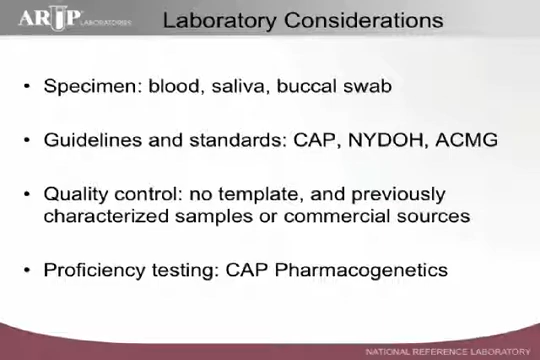 ARUP LABORATORIES
Laboratory Considerations
• Specimen: blood, saliva, buccal swab
• Guidelines and standards: CAP, NYDOH, ACMG
• Quality control: no template, and previously
characterized samples or commercial sources
• Proficiency testing: CAP Pharmacogenetics
NATIONAL REFERENCE LABORATORY